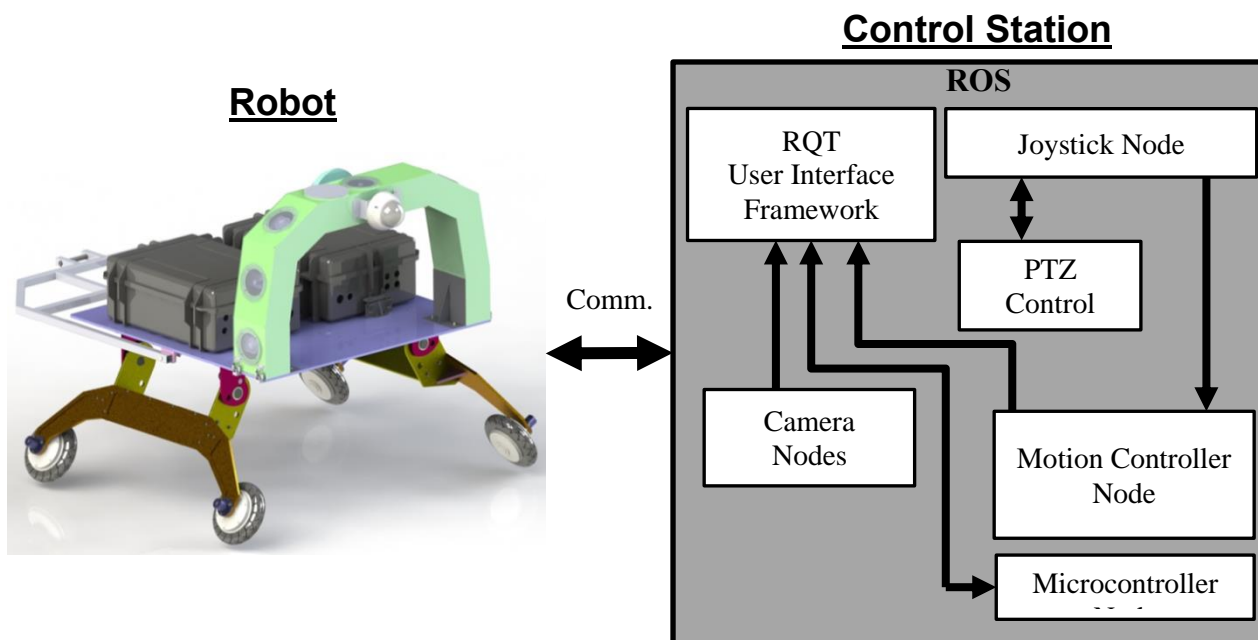 Control Station
Robot
ROS
RQT
User Interface
Framework
Joystick Node
PTZ
Control
Comm.
Camera
Nodes
Motion Controller
Node
Microcontroller